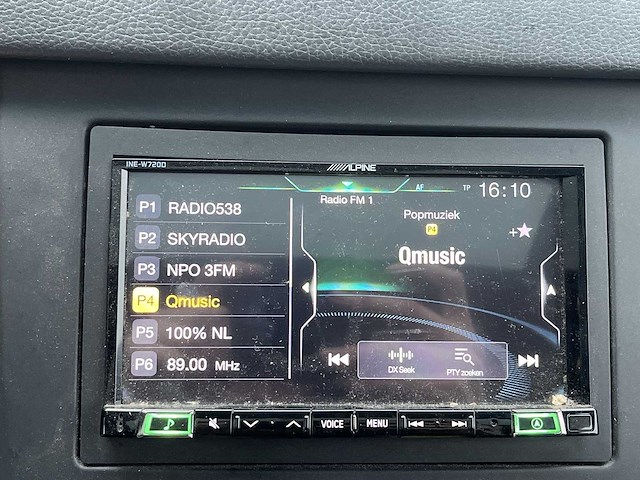 INE-W720D
ALPINE
AF TP 16:10
Radio FM 1
P1 RADIO538
P2 SKYRADIO
P3 NPO 3FM
P4 Qmusic
P5 100% NL
P6 89.00 MHz
Popmuziek
P4
Qmusic
DX Seek
PTY zoeken
VOICE
MENU